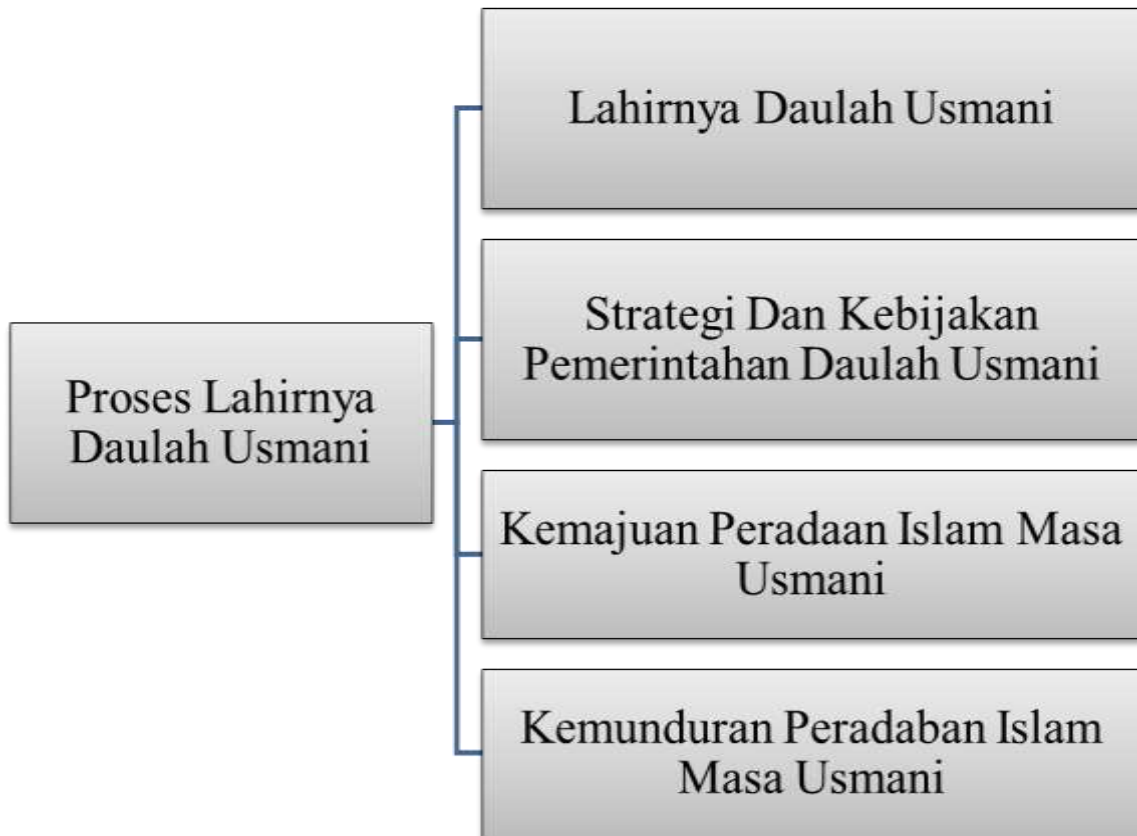 Proses Lahirnya
Daulah Usmani
Lahirnya Daulah Usmani
Strategi Dan Kebijakan
Pemerintahan Daulah Usmani
Kemajuan Peradaan Islam Masa
Usmani
Kemunduran Peradaban Islam
Masa Usmani